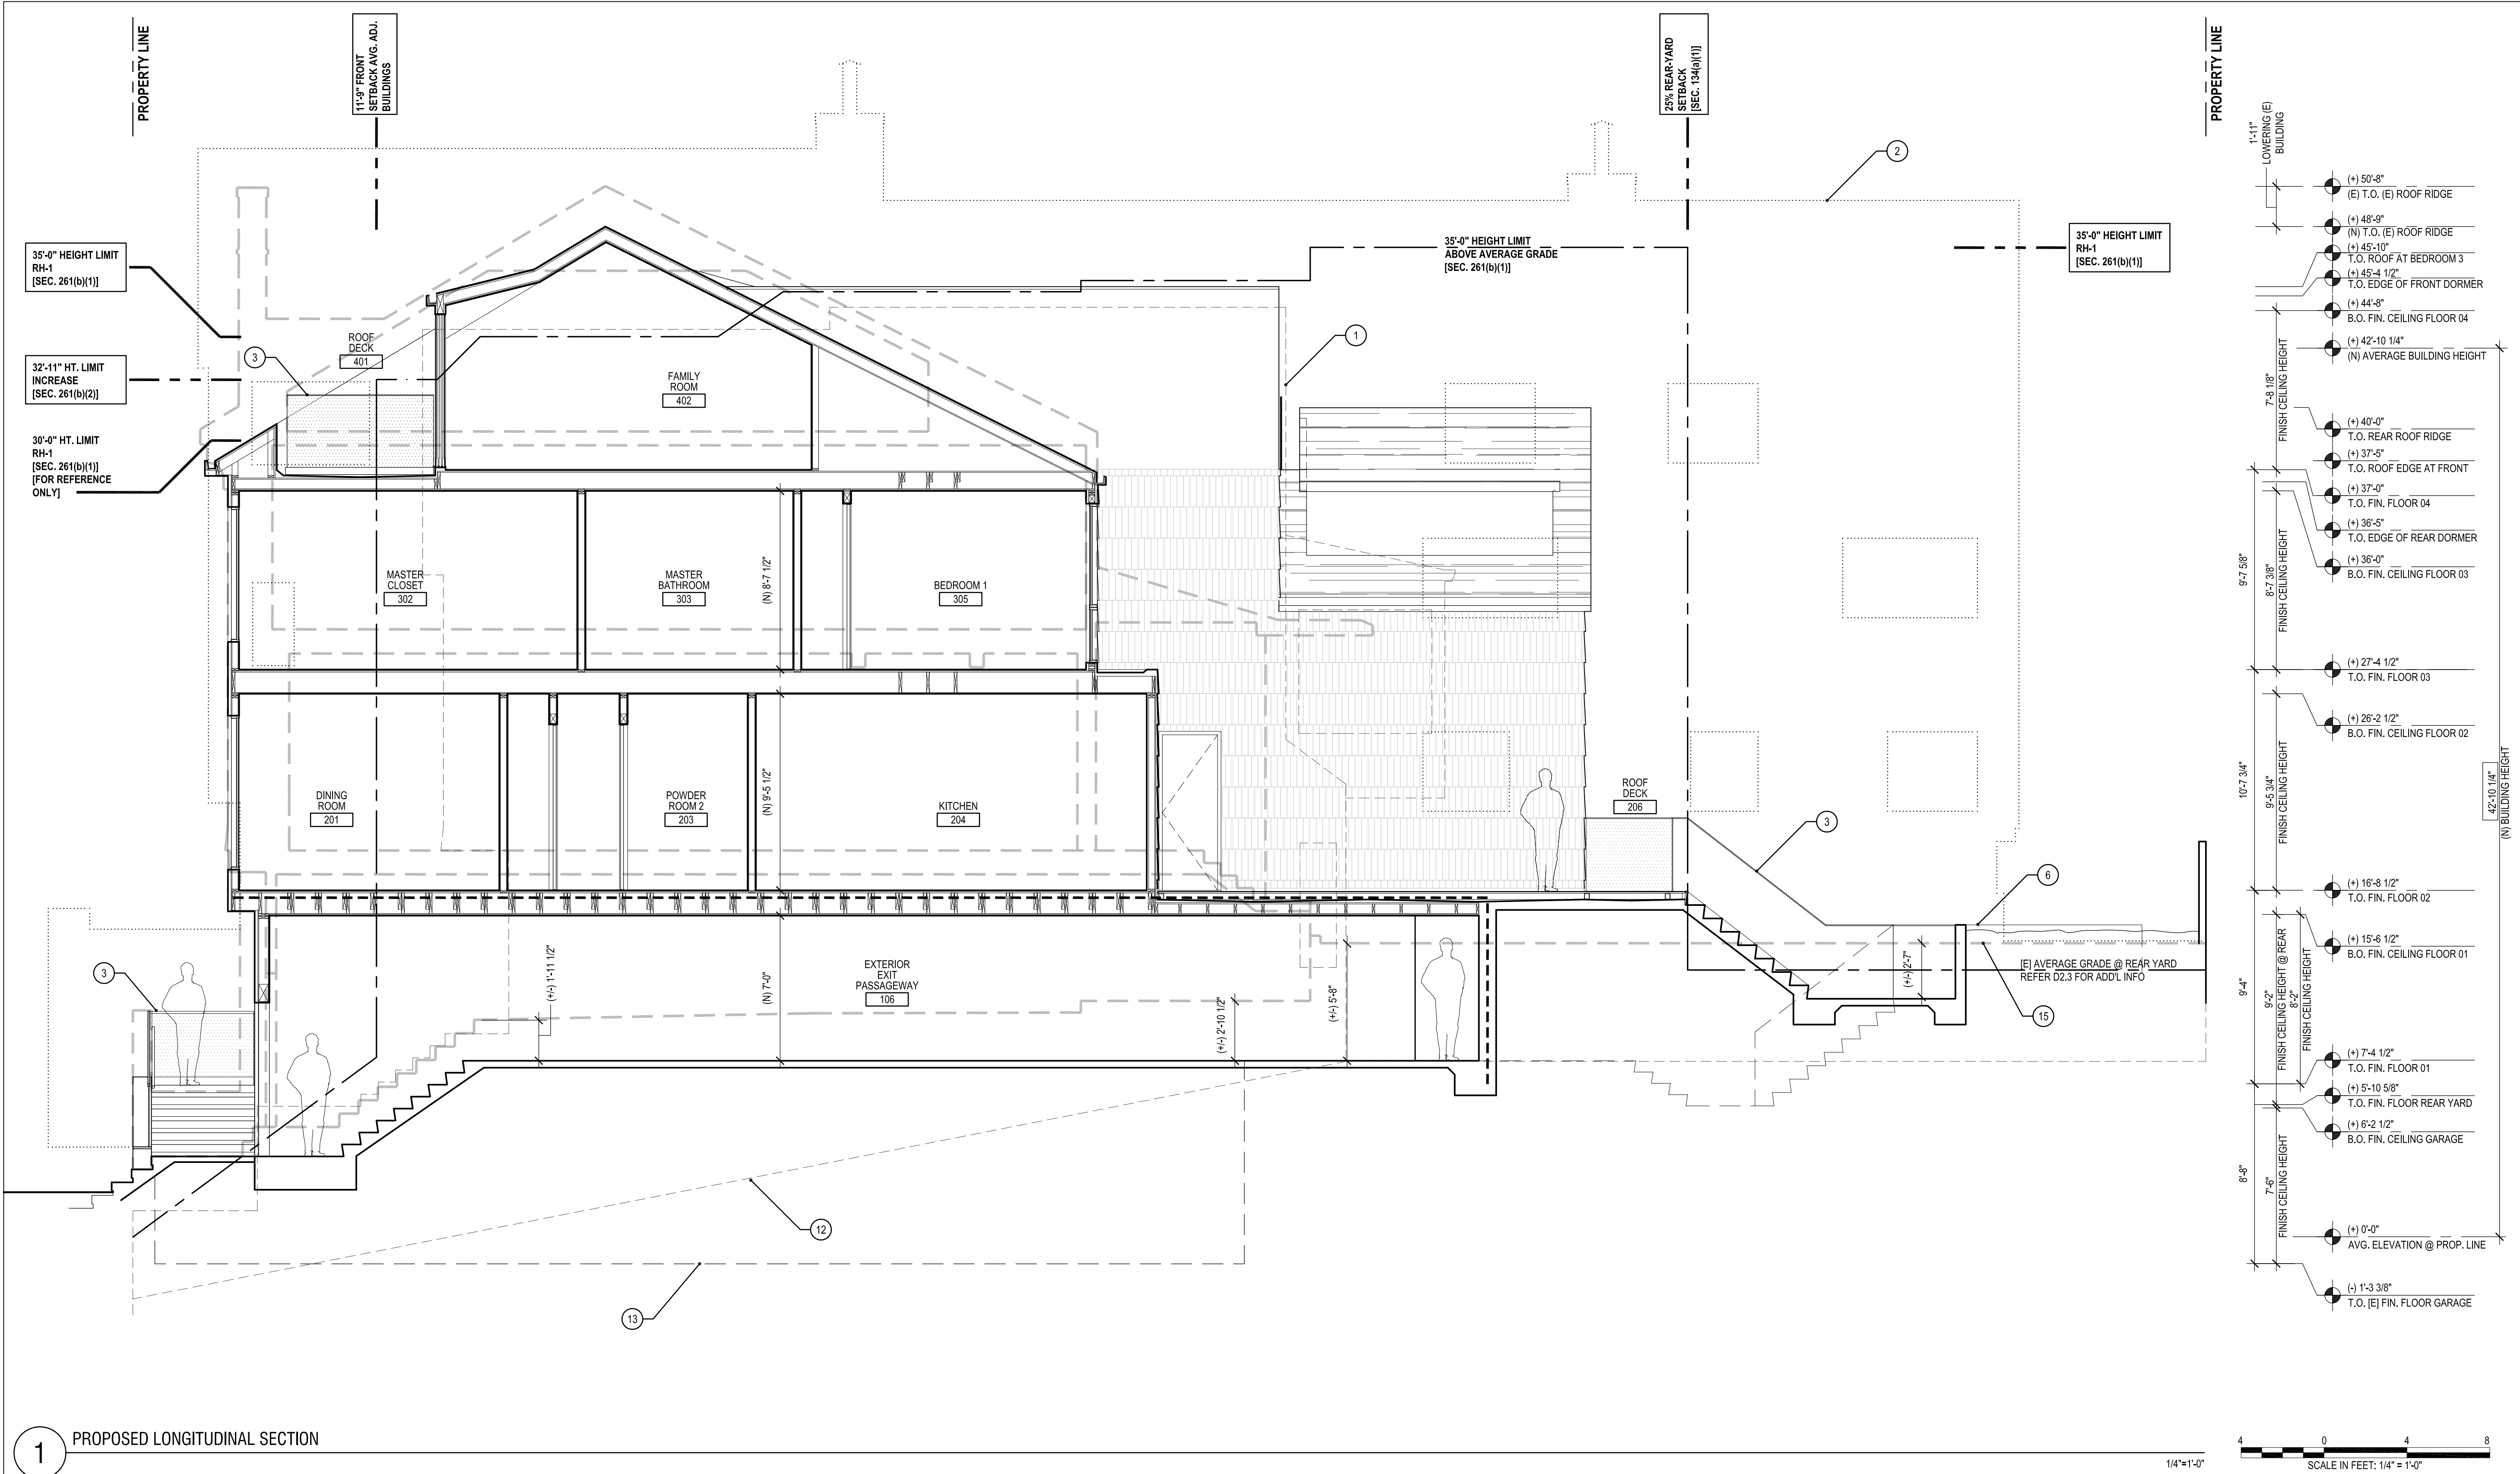 PROPERTY LINE
11'-9" FRONT
SETBACK AVG. ADJ.
BUILDINGS
25% REAR-YARD
SETBACK
[SEC. 134(a)(1)]
PROPERTY LINE
35'-0" HEIGHT LIMIT
RH-1
[SEC. 261(b)(1)]
32'-11" HT. LIMIT
INCREASE
[SEC. 261(b)(2)]
30'-0" HT. LIMIT
RH-1
[SEC. 261(b)(1)]
[FOR REFERENCE
ONLY]
35'-0" HEIGHT LIMIT
ABOVE AVERAGE GRADE
[SEC. 261(b)(1)]
35'-0" HEIGHT LIMIT
RH-1
[SEC. 261(b)(1)]
2
1
3
ROOF
DECK
401
FAMILY
ROOM
402
MASTER
CLOSET
302
MASTER
BATHROOM
303
(N) 8'-7 1/2"
BEDROOM 1
305
DINING
ROOM
201
POWDER
ROOM 2
203
(N) 9'-5 1/2"
KITCHEN
204
ROOF
DECK
206
3
6
3
(+/-) 1'-11 1/2"
(N) 7'-0"
EXTERIOR
EXIT
PASSAGEWAY
106
(+/-) 2'-10 1/2"
(+/-) 5'-8"
(+/-) 2'-7"
[E] AVERAGE GRADE @ REAR YARD
REFER D2.3 FOR ADD'L INFO
15
12
13
1'-11"
LOWERING (E)
BUILDING
(+) 50'-8"
(E) T.O. (E) ROOF RIDGE
(+) 48'-9"
(N) T.O. (E) ROOF RIDGE
(+) 45'-10"
T.O. ROOF AT BEDROOM 3
(+) 45'-4 1/2"
T.O. EDGE OF FRONT DORMER
(+) 44'-8"
B.O. FIN. CEILING FLOOR 04
(+) 42'-10 1/4"
(N) AVERAGE BUILDING HEIGHT
7'-8 1/8"
FINISH CEILING HEIGHT
(+) 40'-0"
T.O. REAR ROOF RIDGE
(+) 37'-5"
T.O. ROOF EDGE AT FRONT
(+) 37'-0"
T.O. FIN. FLOOR 04
(+) 36'-5"
T.O. EDGE OF REAR DORMER
(+) 36'-0"
B.O. FIN. CEILING FLOOR 03
9'-7 5/8"
8'-7 3/8"
FINISH CEILING HEIGHT
(+) 27'-4 1/2"
T.O. FIN. FLOOR 03
(+) 26'-2 1/2"
B.O. FIN. CEILING FLOOR 02
10'-7 3/4"
9'-5 3/4"
FINISH CEILING HEIGHT
42'-10 1/4"
(N) BUILDING HEIGHT
(+) 16'-8 1/2"
T.O. FIN. FLOOR 02
(+) 15'-6 1/2"
B.O. FIN. CEILING FLOOR 01
9'-4"
9'-2"
FINISH CEILING HEIGHT @ REAR
8'-2"
FINISH CEILING HEIGHT
(+) 7'-4 1/2"
T.O. FIN. FLOOR 01
(+) 5'-10 5/8"
T.O. FIN. FLOOR REAR YARD
(+) 6'-2 1/2"
B.O. FIN. CEILING GARAGE
8'-8"
7'-6"
FINISH CEILING HEIGHT
(+) 0'-0"
AVG. ELEVATION @ PROP. LINE
(-) 1'-3 3/8"
T.O. [E] FIN. FLOOR GARAGE
1
PROPOSED LONGITUDINAL SECTION
1/4"=1'-0"
4 0 4 8
SCALE IN FEET: 1/4" = 1'-0"